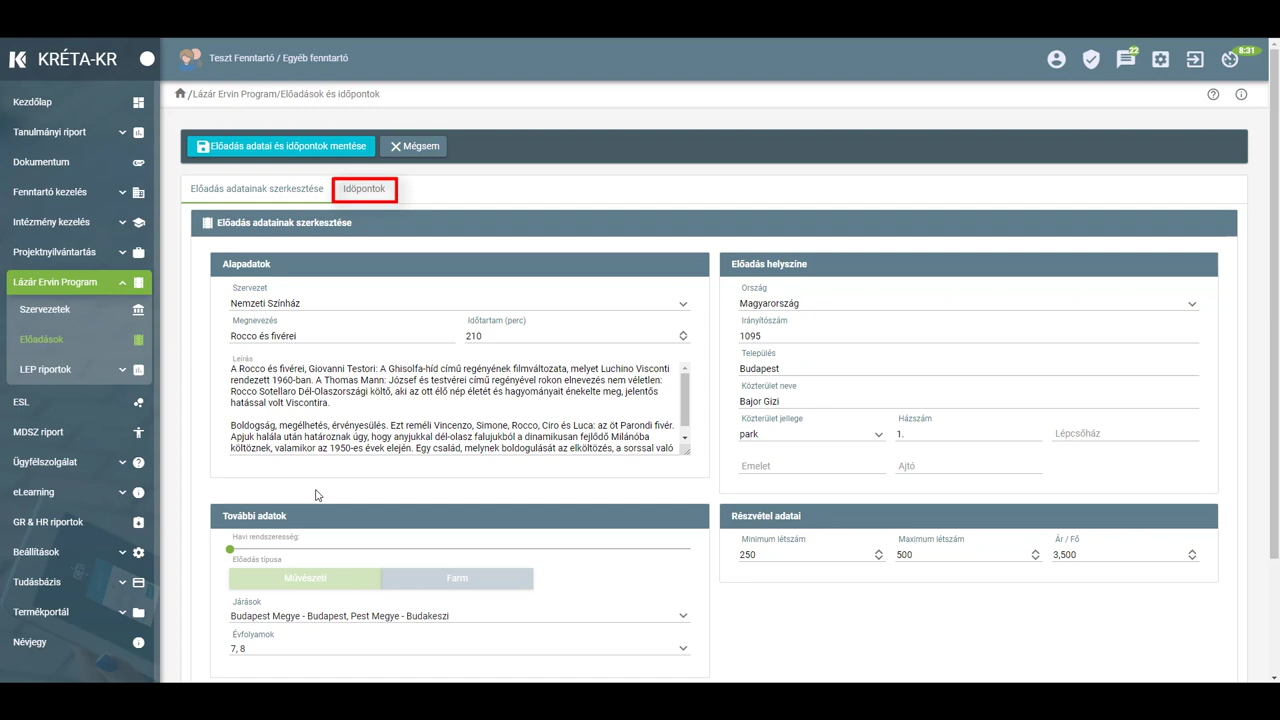 KRÉTA-KR
Teszt Fenntartó / Egyéb fenntartó
22
8:31
Kezdőlap
Tanulmányi riport
Dokumentum
Fenntartó kezelés
Intézmény kezelés
Projektnyilvántartás
Lázár Ervin Program
Szervezetek
Előadások
LEP riportok
ESL
MDSZ riport
Ügyfélszolgálat
eLearning
GR & HR riportok
Beállítások
Tudásbázis
Termékportál
Névjegy
/Lázár Ervin Program/Előadások és időpontok
Előadás adatai és időpontok mentése
Mégsem
Előadás adatainak szerkesztése
Időpontok
Előadás adatainak szerkesztése
Alapadatok
Szervezet
Nemzeti Színház
Megnevezés
Időtartam (perc)
Rocco és fivérei
210
Leírás
A Rocco és fivérei, Giovanni Testori: A Ghisolfa-híd című regényének filmváltozata, melyet Luchino Visconti
rendezett 1960-ban. A Thomas Mann: József és testvérei című regényével rokon elnevezés nem véletlen:
Rocco Sotellaro Dél-Olaszországi költő, aki az ott élő nép életét és hagyományait énekelte meg, jelentős
hatással volt Viscontira.
Boldogság, megélhetés, érvényesülés. Ezt reméli Vincenzo, Simone, Rocco, Ciro és Luca: az öt Parondi fivér.
Apjuk halála után határoznak úgy, hogy anyjukkal dél-olasz falujukból a dinamikusan fejlődő Milánóba
költöznek, valamikor az 1950-es évek elején. Egy család, melynek boldogulását az elköltözés, a sorssal való
Előadás helyszíne
Ország
Magyarország
Irányítószám
1095
Település
Budapest
Közterület neve
Bajor Gizi
Közterület jellege
Házszám
park
1.
Lépcsőház
Emelet
Ajtó
További adatok
Havi rendszeresség:
Előadás típusa
Művészeti
Farm
Járások
Budapest Megye - Budapest, Pest Megye - Budakeszi
Évfolyamok
7, 8
Részvétel adatai
Minimum létszám
Maximum létszám
Ár / Fő
250
500
3,500